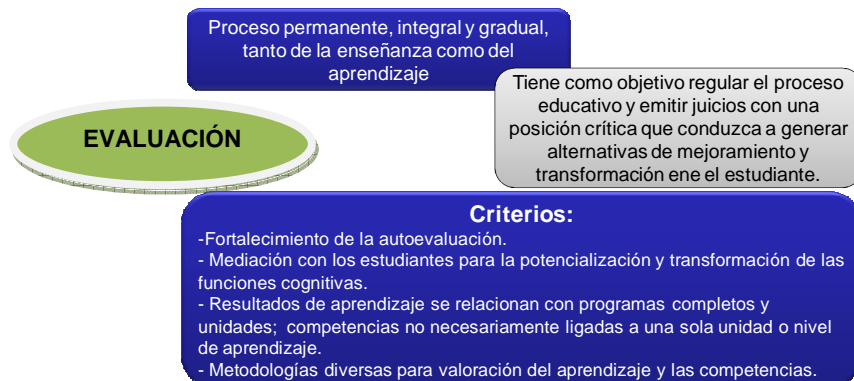 Proceso permanente, integral y gradual,
tanto de la enseñanza como del
aprendizaje
Tiene como objetivo regular el proceso
educativo y emitir juicios con una
posición crítica que conduzca a generar
alternativas de mejoramiento y
transformación ene el estudiante.
EVALUACIÓN
Criterios:
-Fortalecimiento de la autoevaluación.
- Mediación con los estudiantes para la potencialización y transformación de las
funciones cognitivas.
- Resultados de aprendizaje se relacionan con programas completos y
unidades; competencias no necesariamente ligadas a una sola unidad o nivel
de aprendizaje.
- Metodologías diversas para valoración del aprendizaje y las competencias.